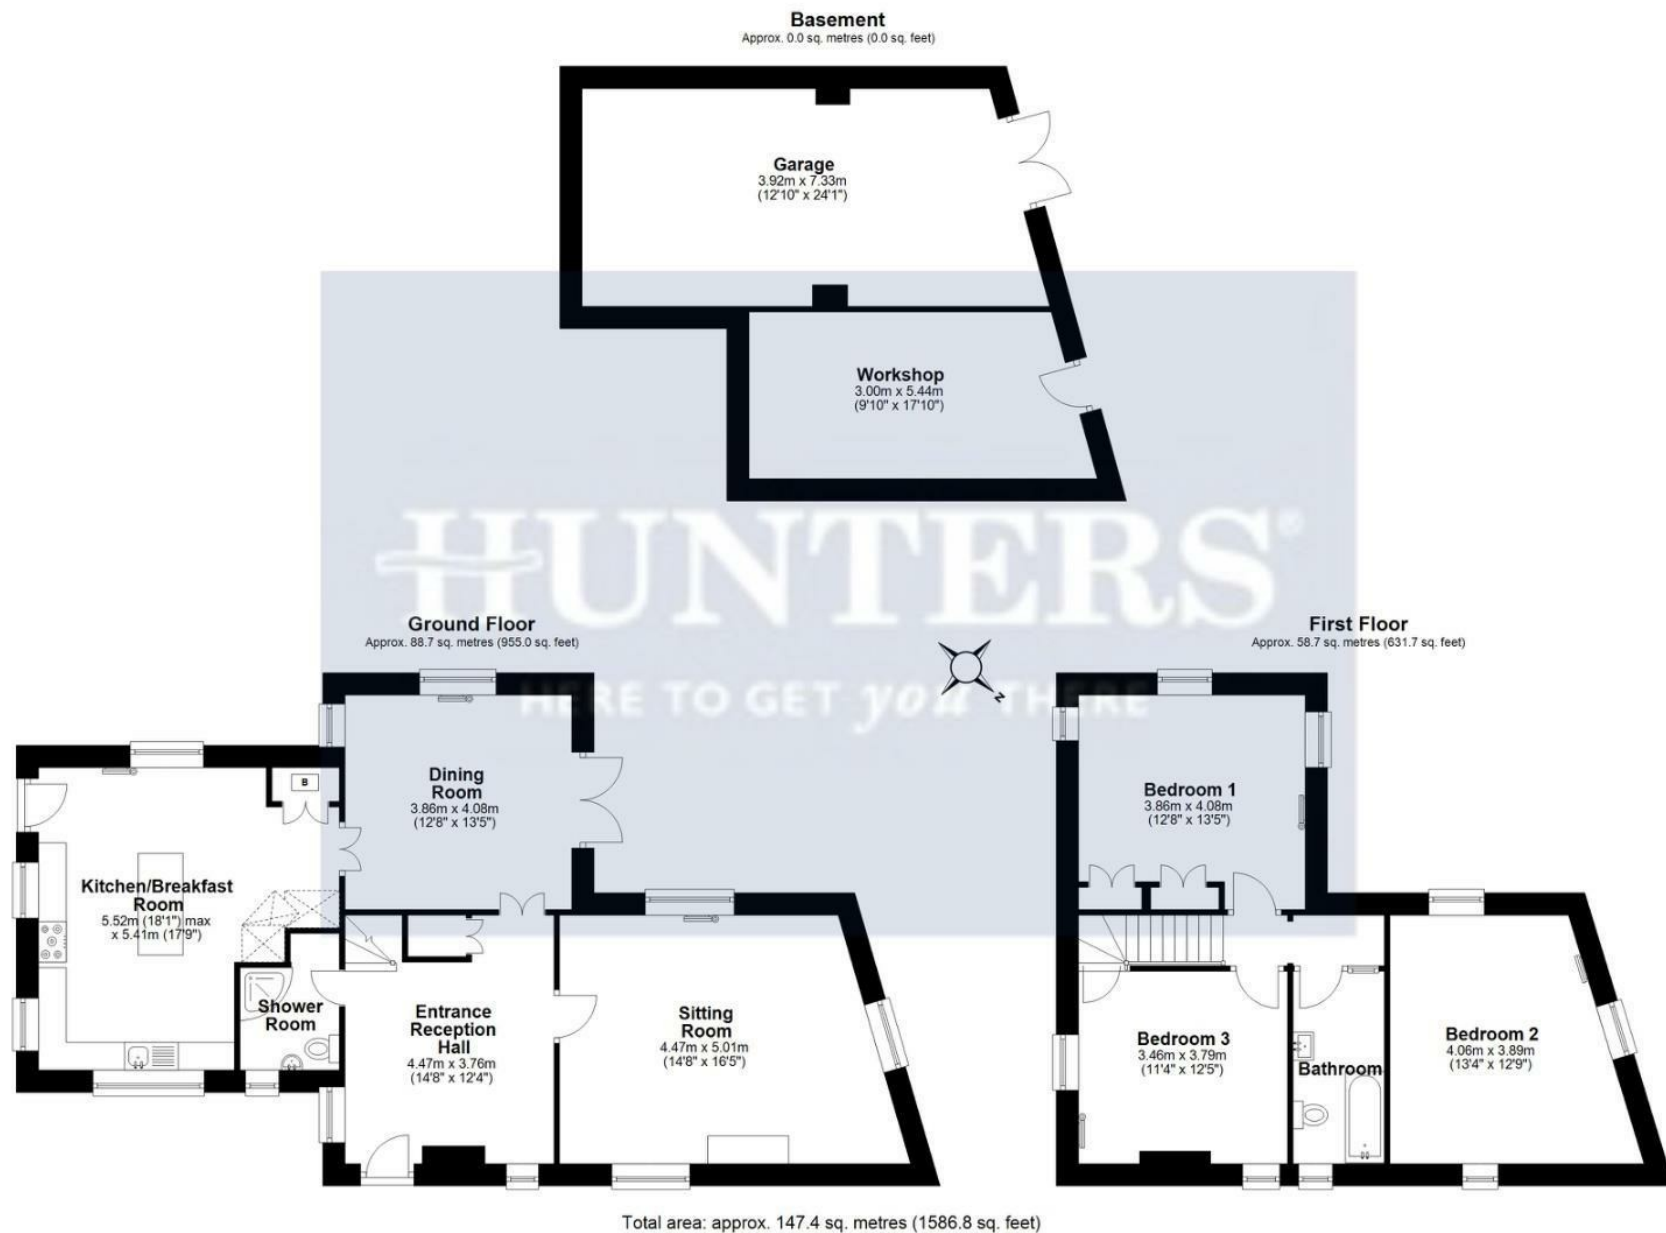 Basement
Approx. 0.0 sq. metres (0.0 sq. feet)
Garage
3.92m x 7.33m
(12'10" x 24'1")
Workshop
3.00m x 5.44m
(9'10" x 17'10")
HUNTERS®
HERE TO GET you THERE
Ground Floor
Approx. 88.7 sq. metres (955.0 sq. feet)
First Floor
Approx. 58.7 sq. metres (631.7 sq. feet)
N
B
Dining
Room
3.86m x 4.08m
(12'8" x 13'5")
Kitchen/Breakfast
Room
5.52m (18'1") max
x 5.41m (17'9")
Shower
Room
Entrance
Reception
Hall
4.47m x 3.76m
(14'8" x 12'4")
Sitting
Room
4.47m x 5.01m
(14'8" x 16'5")
Bedroom 1
3.86m x 4.08m
(12'8" x 13'5")
Bedroom 3
3.46m x 3.79m
(11'4" x 12'5")
Bathroom
Bedroom 2
4.06m x 3.89m
(13'4" x 12'9")
Total area: approx. 147.4 sq. metres (1586.8 sq. feet)